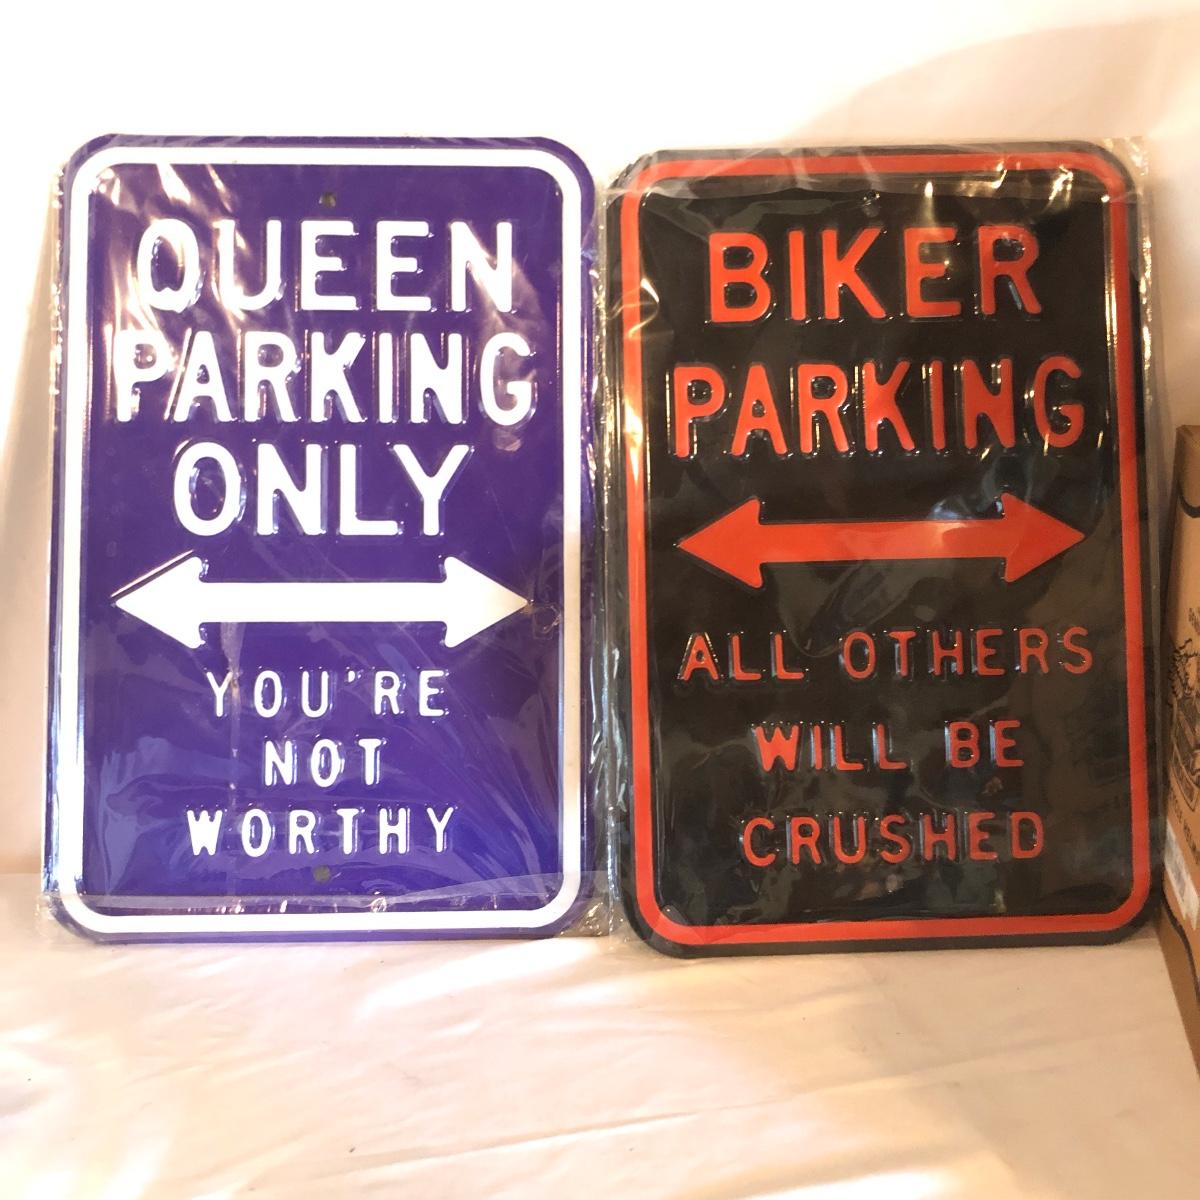 QUEEN
PARKING
ONLY
YOU'RE
NOT
WORTHY
BIKER
PARKING
ALL OTHERS
WILL BE
CRUSHED